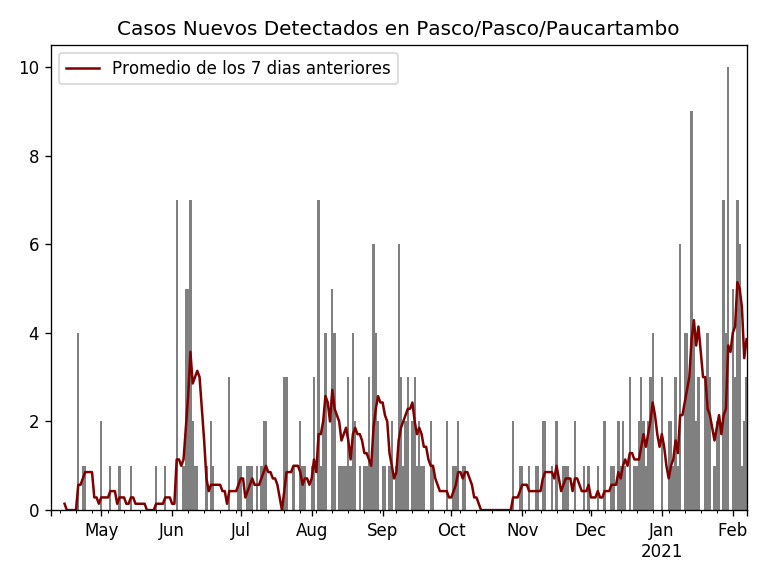 Casos Nuevos Detectados en Pasco/Pasco/Paucartambo
Promedio de los 7 dias anteriores
10
8
6
4
2
0
May Jun Jul Aug Sep Oct Nov Dec Jan Feb
2021